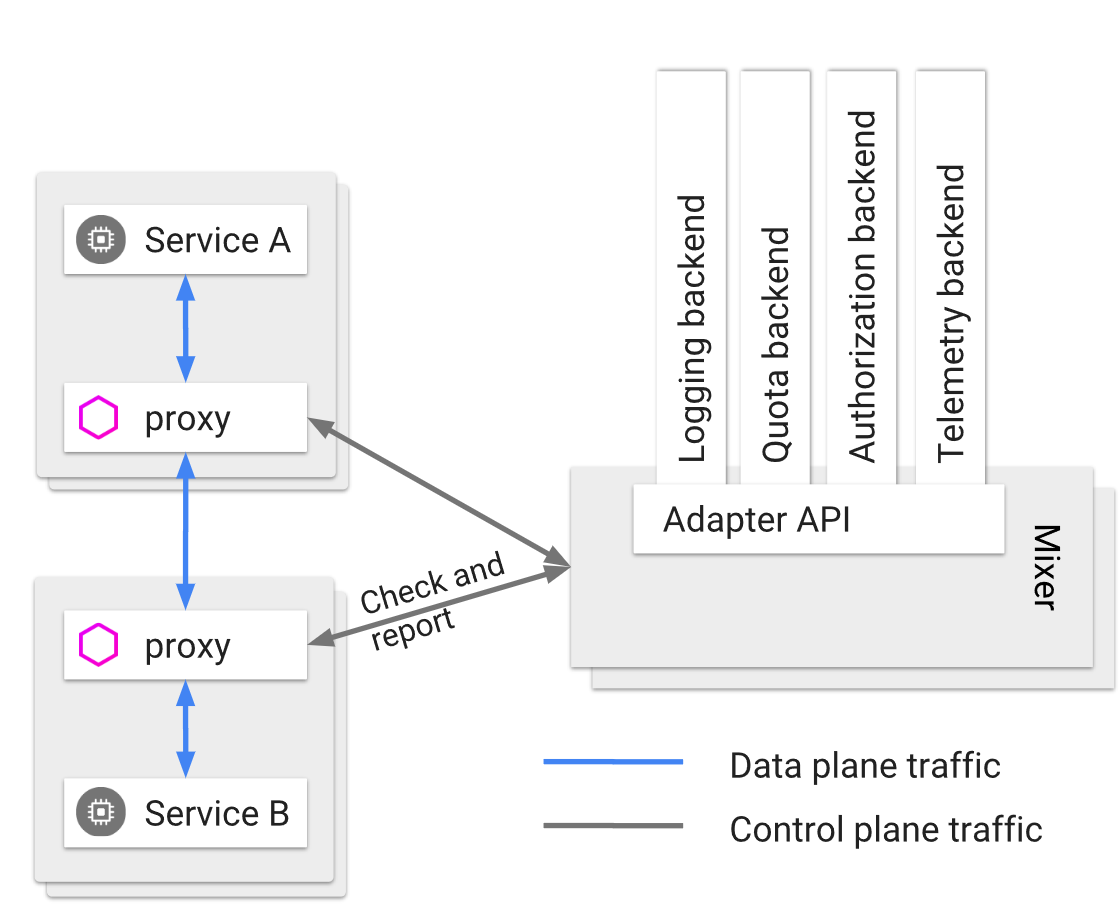 Service A
proxy
proxy
Service B
Check and
report
Logging backend
Quota backend
Authorization backend
Telemetry backend
Adapter API
Mixer
Data plane traffic
Control plane traffic